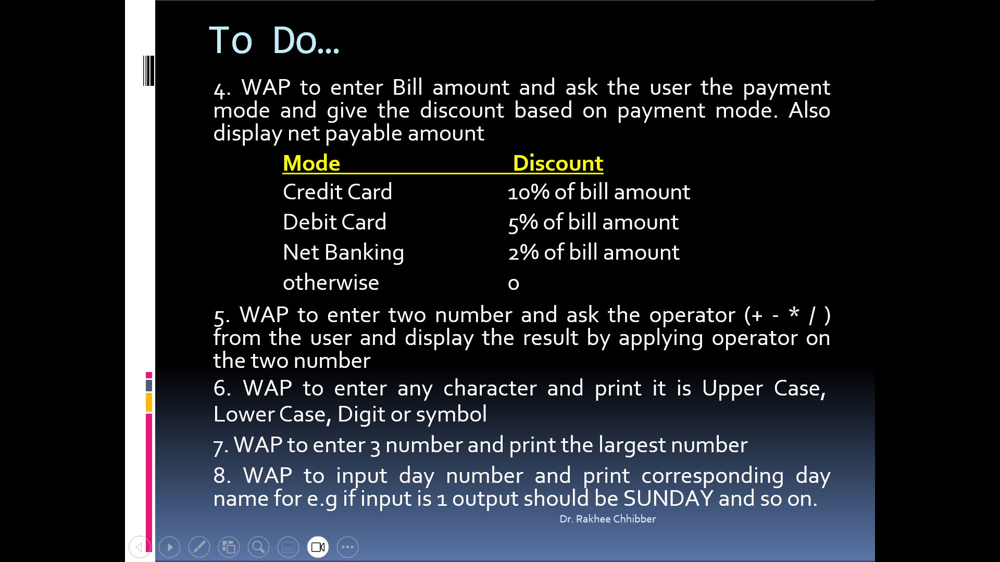 To Do...
4. WAP to enter Bill amount and ask the user the payment
mode and give the discount based on payment mode. Also
display net payable amount
Mode Discount
Credit Card 10% of bill amount
Debit Card 5% of bill amount
Net Banking 2% of bill amount
otherwise 0
5. WAP to enter two number and ask the operator (+ - * / )
from the user and display the result by applying operator on
the two number
6. WAP to enter any character and print it is Upper Case,
Lower Case, Digit or symbol
7. WAP to enter 3 number and print the largest number
8. WAP to input day number and print corresponding day
name for e.g if input is 1 output should be SUNDAY and so on.
Dr. Rakhee Chhibber